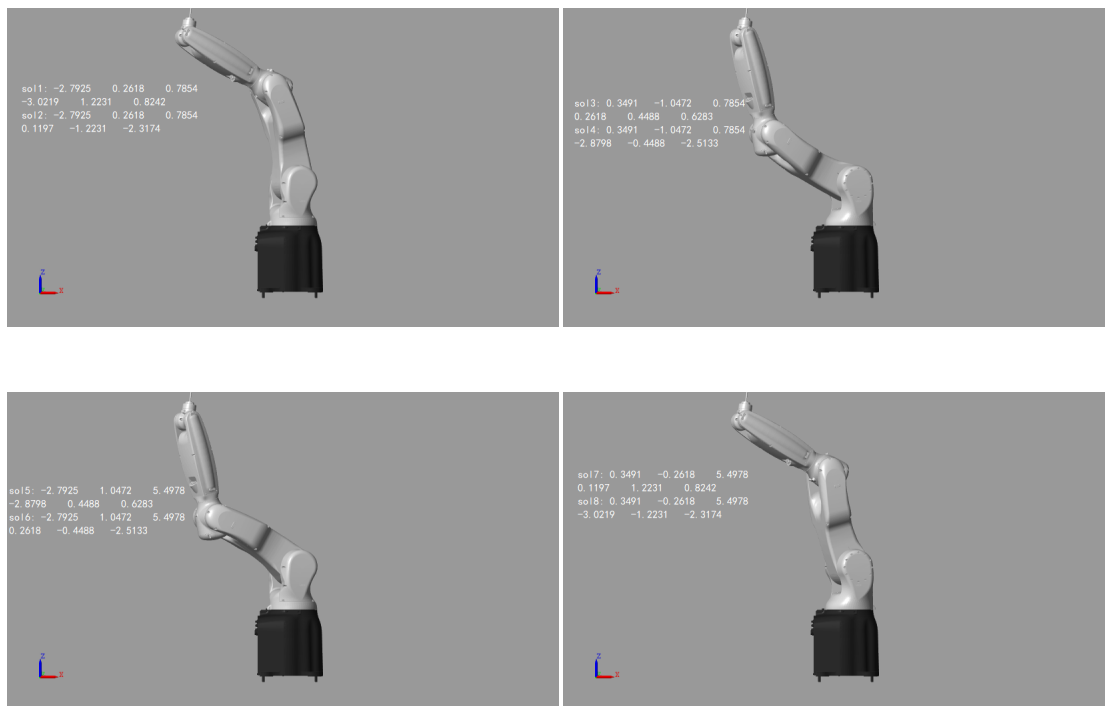 sol1: -2.7925 0.2618 0.7854
-3.0219 1.2231 0.8242
sol2: -2.7925 0.2618 0.7854
0.1197 -1.2231 -2.3174
Z
X
sol3: 0.3491 -1.0472 0.7854
0.2618 0.4488 0.6283
sol4: 0.3491 -1.0472 0.7854
-2.8798 -0.4488 -2.5133
Z
X
sol5: -2.7925 1.0472 5.4978
-2.8798 0.4488 0.6283
sol6: -2.7925 1.0472 5.4978
0.2618 -0.4488 -2.5133
Z
X
sol7: 0.3491 -0.2618 5.4978
0.1197 1.2231 0.8242
sol8: 0.3491 -0.2618 5.4978
-3.0219 -1.2231 -2.3174
Z
X